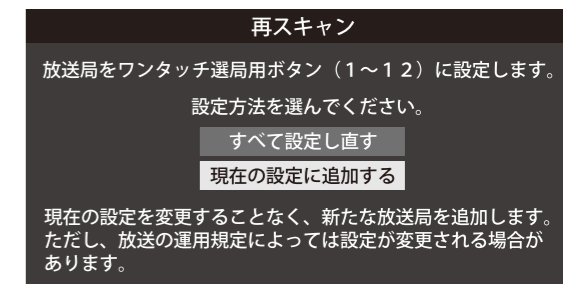 再スキャン
放送局をワンタッチ選局用ボタン（１～１２）に設定します。
設定方法を選んでください。
すべて設定し直す
現在の設定に追加する
現在の設定を変更することなく、新たな放送局を追加します。
ただし、放送の運用規定によっては設定が変更される場合が
あります。